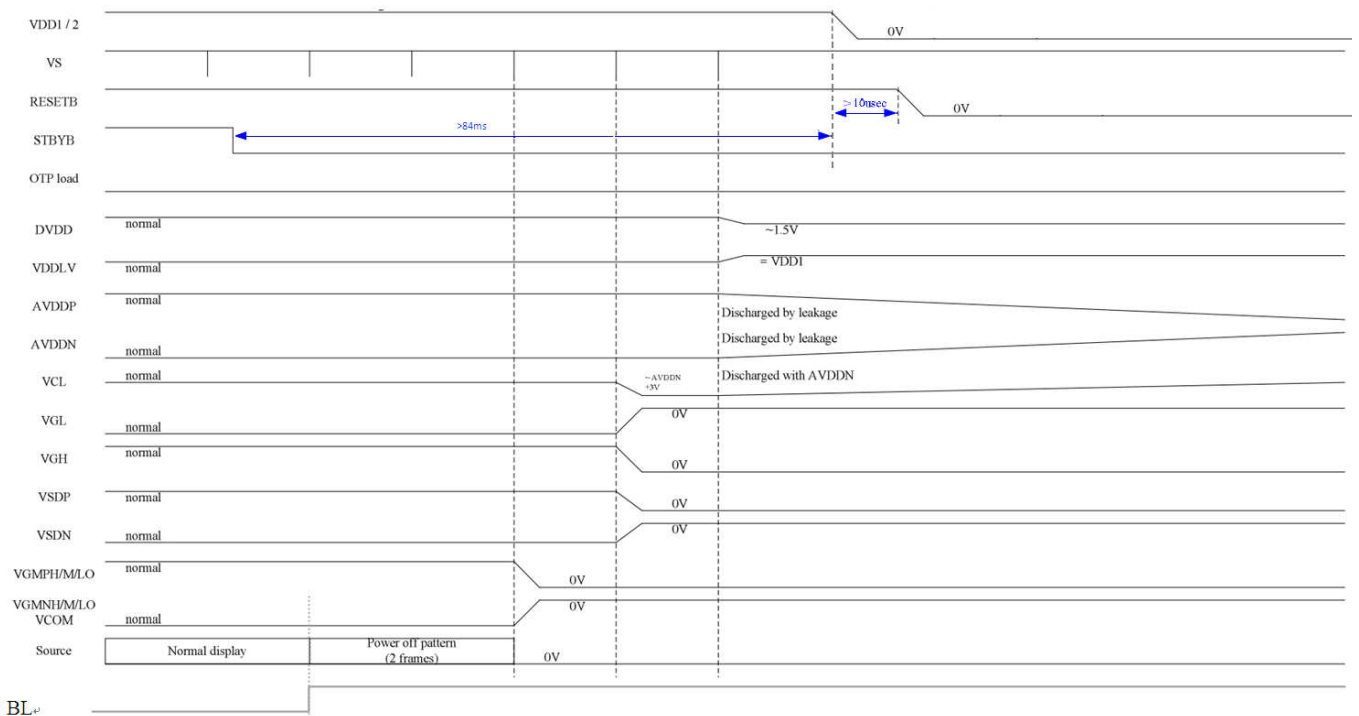 VDD1 / 2
0V
VS
RESETB
> 10usec
0V
STBYB
>84ms
OTP load
DVDD
normal
~1.5V
VDDLV
normal
= VDD1
AVDDP
normal
Discharged by leakage
AVDDN
normal
Discharged by leakage
VCL
normal
~AVDDN
+3V
Discharged with AVDDN
VGL
normal
0V
VGH
normal
0V
VSDP
normal
0V
VSDN
normal
0V
VGMPH/M/LO
normal
0V
VGMNH/M/LO
VCOM
normal
0V
Source
Normal display
Power off pattern
(2 frames)
0V
BL